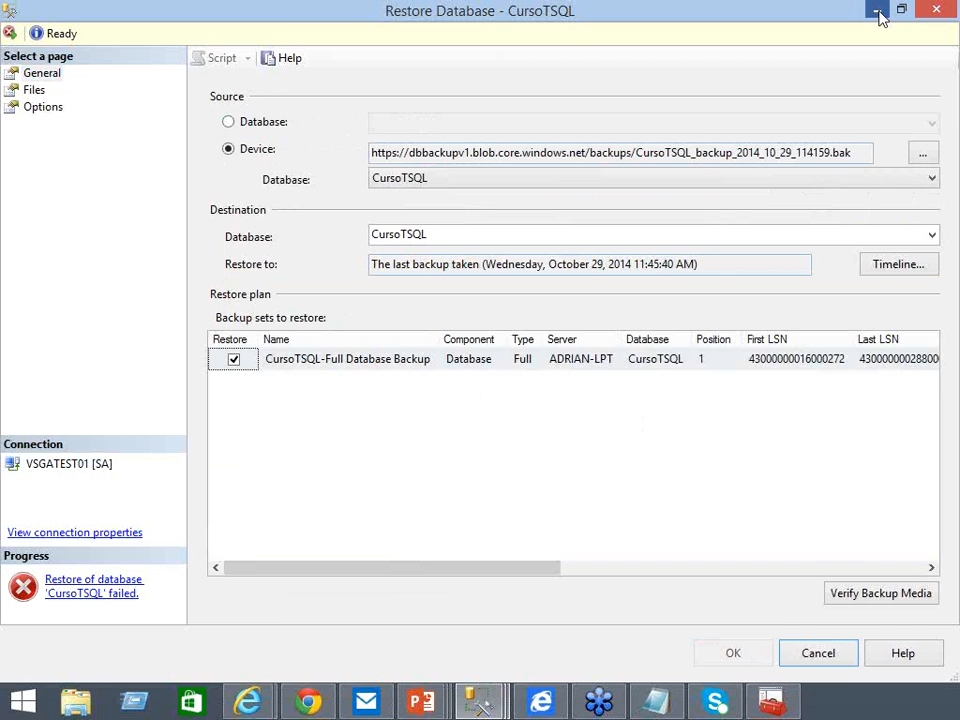 Restore Database - CursoTSQL
Ready
Select a page
General
Files
Options
Script
Help
Source
Database:
Device:
https://dbbackupv1.blob.core.windows.net/backups/CursoTSQL_backup_2014_10_29_114159.bak
...
Database:
CursoTSQL
Destination
Database:
CursoTSQL
Restore to:
The last backup taken (Wednesday, October 29, 2014 11:45:40 AM)
Timeline...
Restore plan
Backup sets to restore:
Restore Name Component Type Server Database Position First LSN Last LSN
CursoTSQL-Full Database Backup Database Full ADRIAN-LPT CursoTSQL 1 43000000016000272 43000000028800
Connection
VSGATEST01 [SA]
View connection properties
Progress
Restore of database
'CursoTSQL' failed.
Verify Backup Media
OK
Cancel
Help